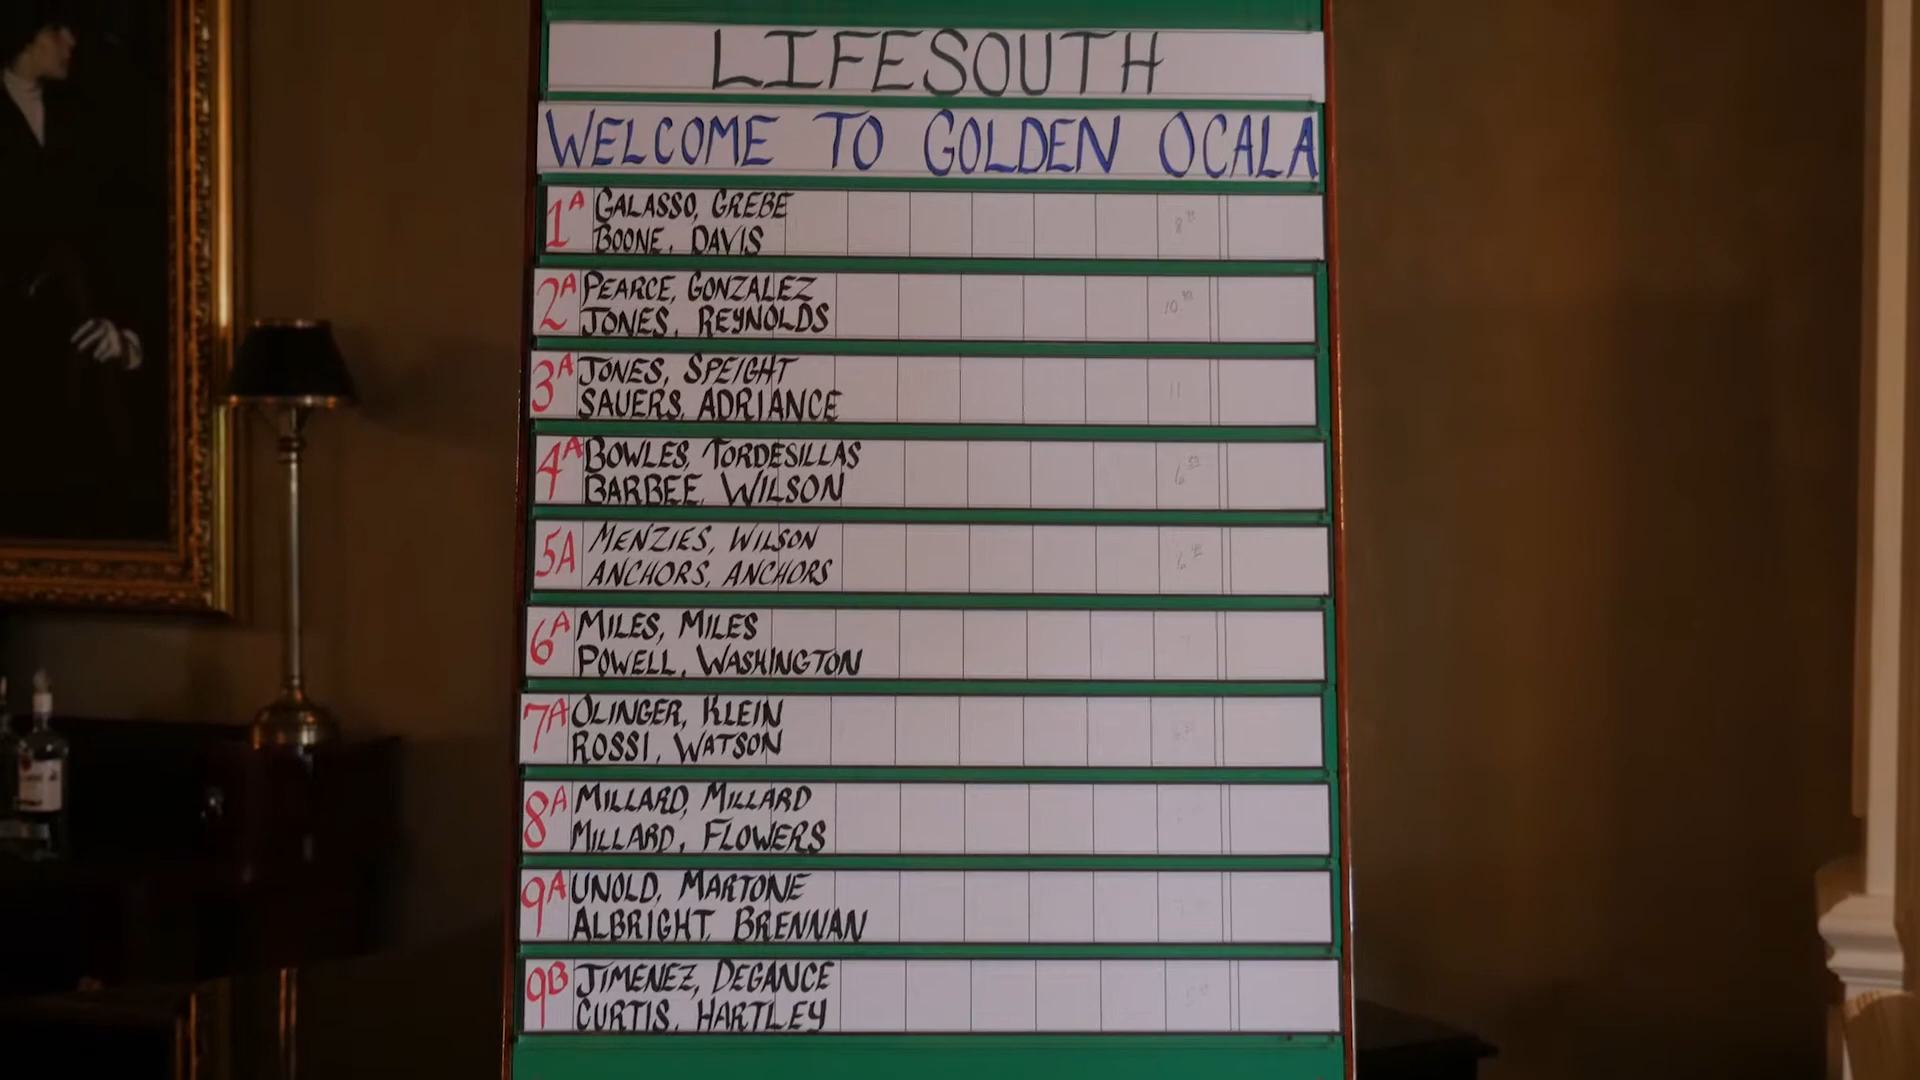 LIFESOUTH
WELCOME TO GOLDEN OCALA
1A GALASSO, GREBE
BOONE, DAVIS
2A PEARCE, GONZALEZ
JONES, REYNOLDS
3A JONES, SPEIGHT
SAUERS, ADRIANCE
11
4A BOWLES, TORDESILLAS
BARBEE, WILSON
5A MENZIES, WILSON
ANCHORS, ANCHORS
6A MILES, MILES
POWELL, WASHINGTON
7A OLINGER, KLEIN
ROSSI, WATSON
8A MILLARD, MILLARD
MILLARD, FLOWERS
9A UNOLD, MARTONE
ALBRIGHT, BRENNAN
9B JIMENEZ, DEGANCE
CURTIS, HARTLEY